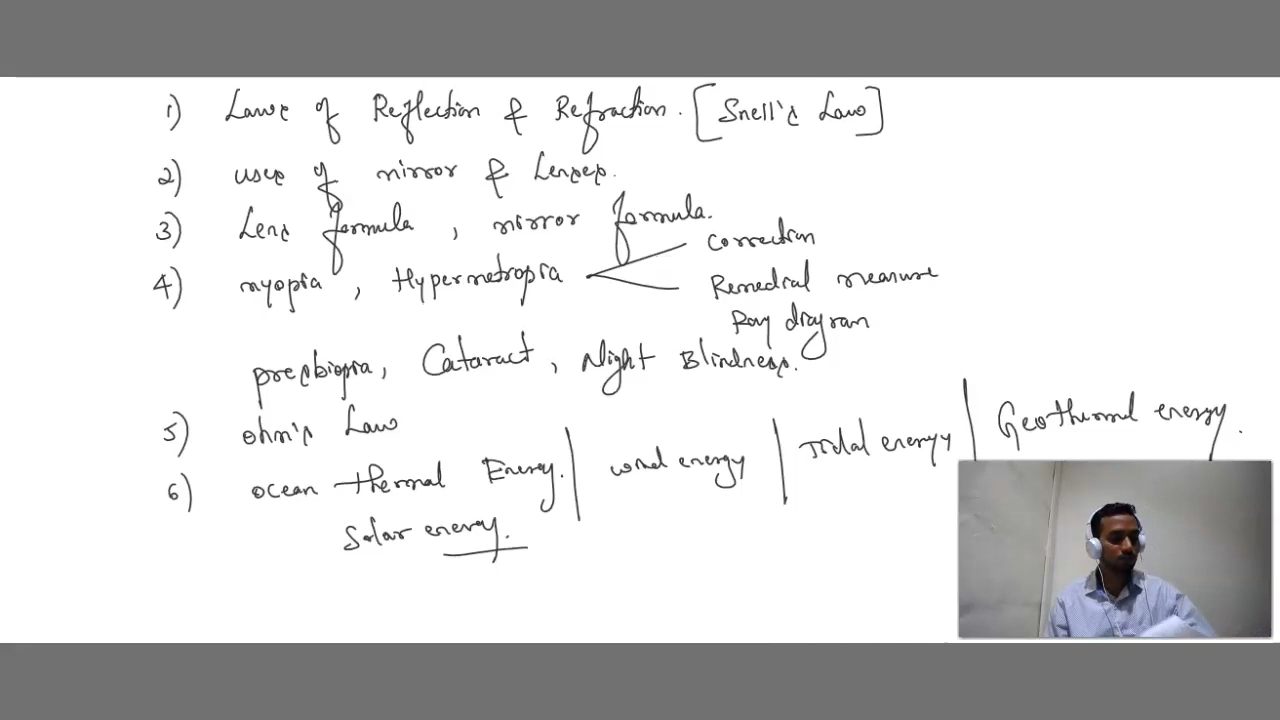 1) Laws of Reflection & Refraction. [Snell's Law]
2) uses of mirror & Lenses.
3) Lens formula, mirror formula.
4) myopia, Hypermetropia
correction
Remedial measure
Ray diagram
presbiopia, Cataract, Night Blindness.
5) ohm's Law
6) ocean thermal Energy. | wind energy | Tidal energy | Geothermal energy.
Solar energy.